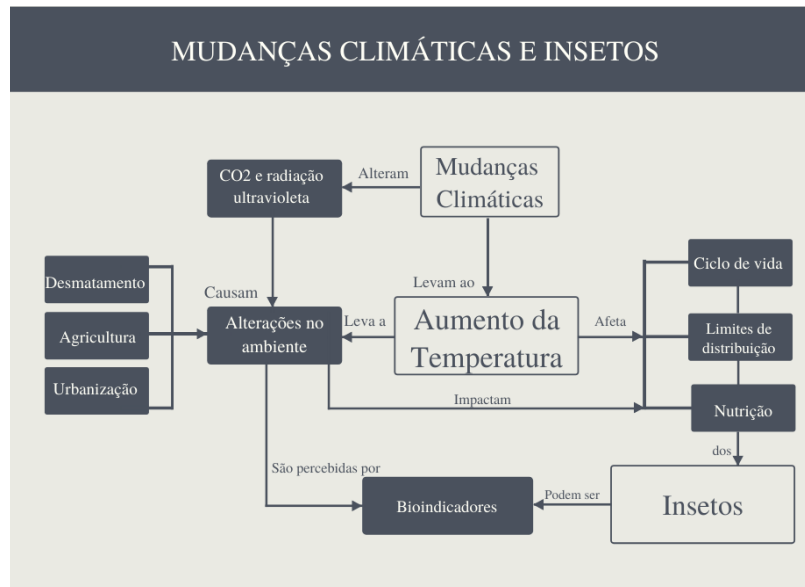 MUDANÇAS CLIMÁTICAS E INSETOS
CO2 e radiação
ultravioleta
Alteram
Mudanças
Climáticas
Levam ao
Causam
Desmatamento
Agricultura
Urbanização
Alterações no
ambiente
Leva a
Aumento da
Temperatura
Afeta
Ciclo de vida
Limites de
distribuição
Nutrição
Impactam
dos
São percebidas por
Bioindicadores
Podem ser
Insetos